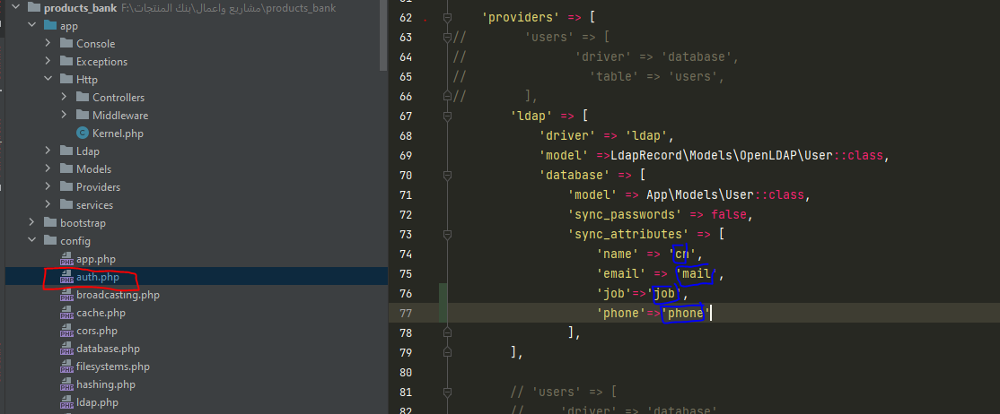 products_bank F:\مشاريع واعمال\بنك المنتجات\products_bank
app
Console
Exceptions
Http
Controllers
Middleware
Kernel.php
Ldap
Models
Providers
services
bootstrap
config
app.php
auth.php
broadcasting.php
cache.php
cors.php
database.php
filesystems.php
hashing.php
ldap.php
62 'providers' => [
63 // 'users' => [
64 // 'driver' => 'database',
65 // 'table' => 'users',
66 // ],
67 'ldap' => [
68 'driver' => 'ldap',
69 'model' =>LdapRecord\Models\OpenLDAP\User::class,
70 'database' => [
71 'model' => App\Models\User::class,
72 'sync_passwords' => false,
73 'sync_attributes' => [
74 'name' => 'cn',
75 'email' => 'mail',
76 'job'=>'job',
77 'phone'=>'phone'
78 ],
79 ],
80
81 // 'users' => [
82 // 'driver' => 'database'